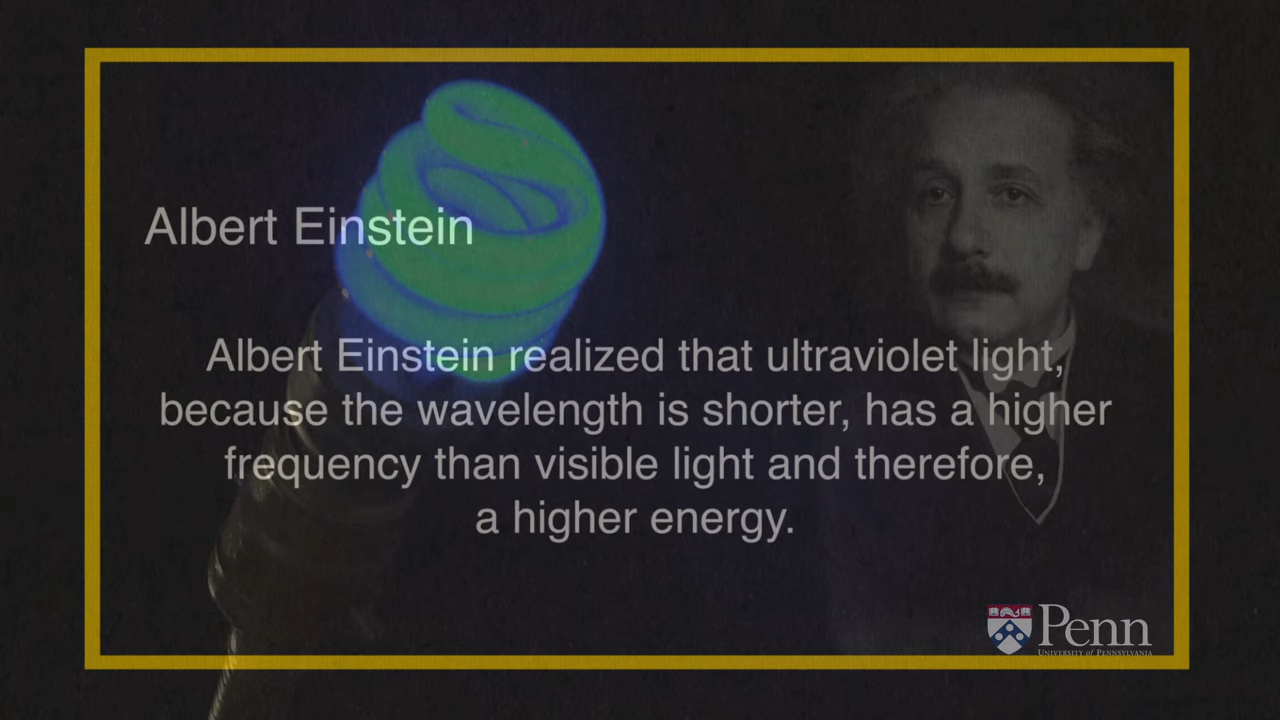 Albert Einstein
Albert Einstein realized that ultraviolet light,
because the wavelength is shorter, has a higher
frequency than visible light and therefore,
a higher energy.
Penn
UNIVERSITY of PENNSYLVANIA